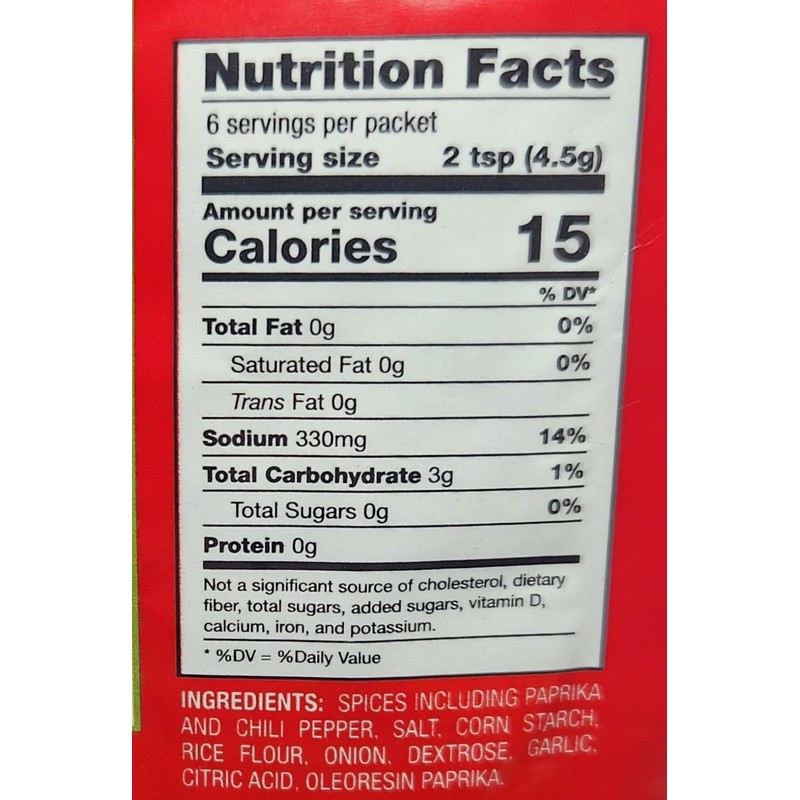 Nutrition Facts
6 servings per packet
Serving size 2 tsp (4.5g)
Amount per serving
Calories 15
% DV*
Total Fat 0g 0%
Saturated Fat 0g 0%
Trans Fat 0g
Sodium 330mg 14%
Total Carbohydrate 3g 1%
Total Sugars 0g 0%
Protein 0g
Not a significant source of cholesterol, dietary
fiber, total sugars, added sugars, vitamin D,
calcium, iron, and potassium.
* %DV = %Daily Value
INGREDIENTS: SPICES INCLUDING PAPRIKA
AND CHILI PEPPER, SALT, CORN STARCH,
RICE FLOUR, ONION, DEXTROSE, GARLIC,
CITRIC ACID, OLEORESIN PAPRIKA.